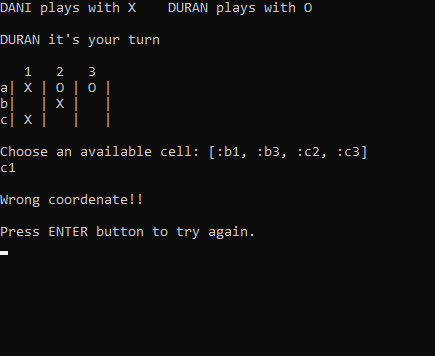 DANI plays with X    DURAN plays with O
DURAN it's your turn
   1   2   3
a| X | O | O |
b|   | X |   |
c| X |   |   |
Choose an available cell: [:b1, :b3, :c2, :c3]
c1
Wrong coordenate!!
Press ENTER button to try again.